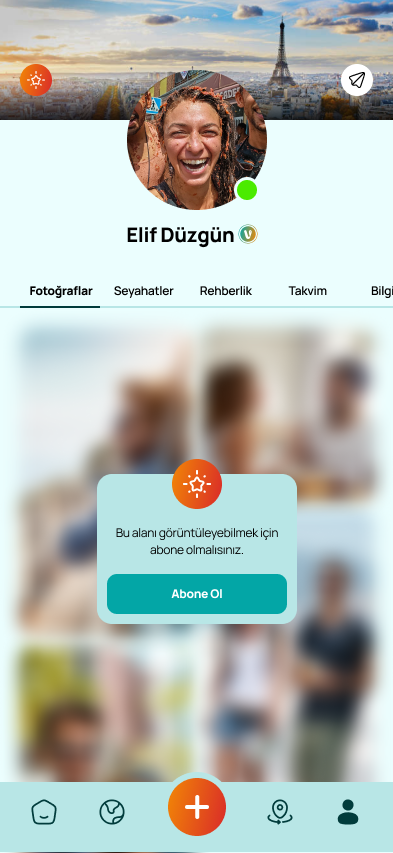 Elif Düzgün
Fotoğraflar Seyahatler Rehberlik Takvim Bilgi
Bu alanı görüntüleyebilmek için
abone olmalısınız.
Abone Ol